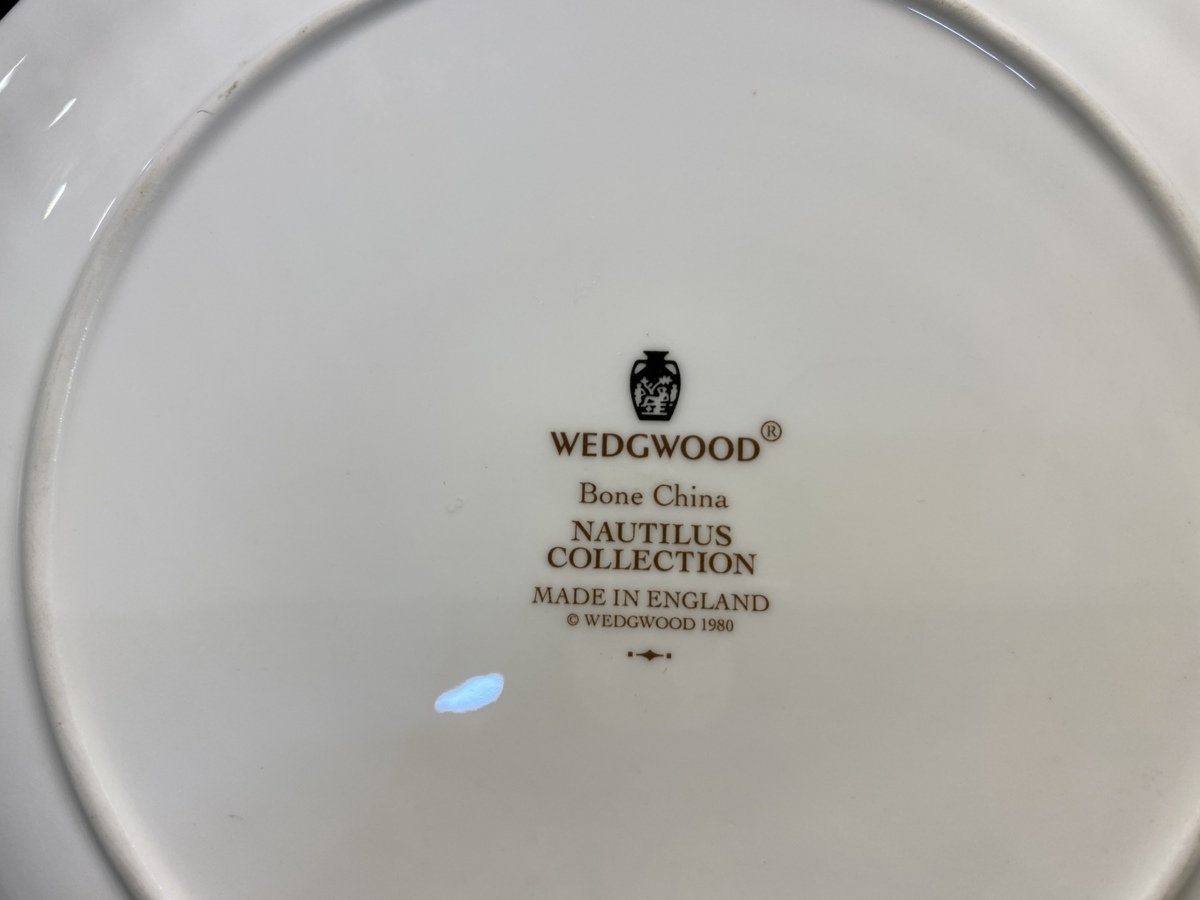 WEDGWOOD®
Bone China
NAUTILUS
COLLECTION
MADE IN ENGLAND
© WEDGWOOD 1980